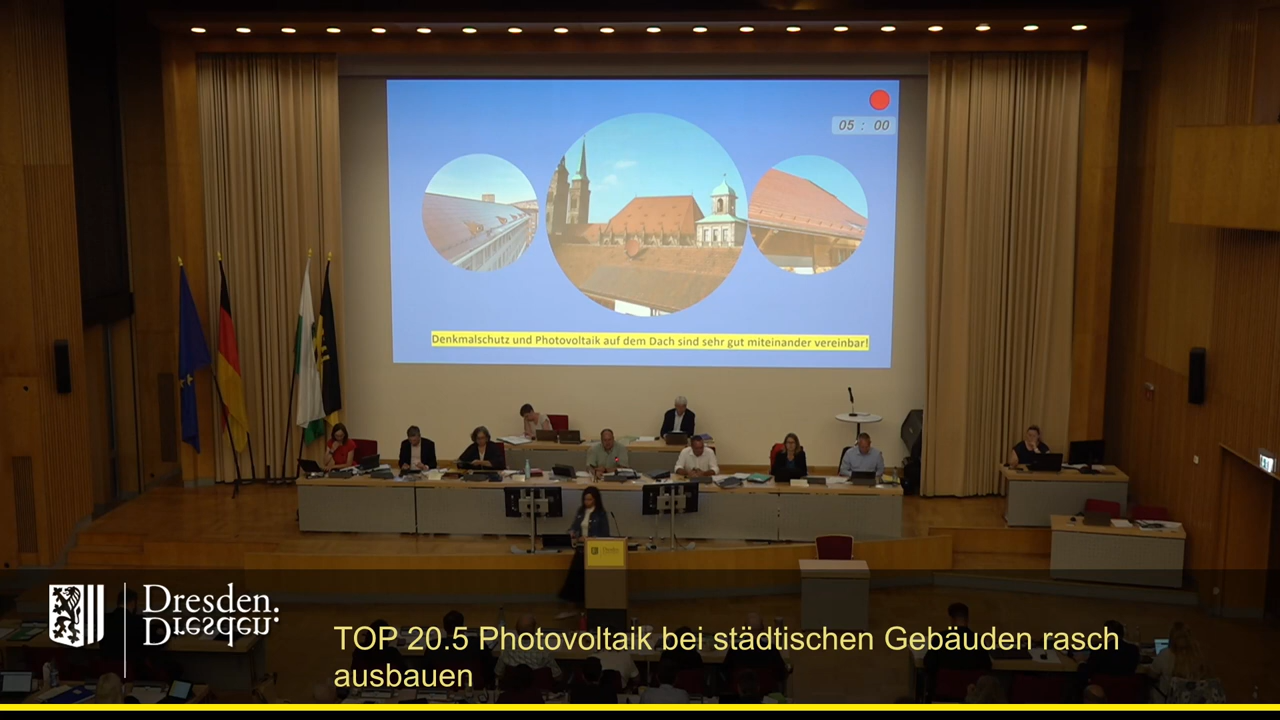 05 : 00
Denkmalschutz und Photovoltaik auf dem Dach sind sehr gut miteinander vereinbar!
Dresden.
Dresden.
TOP 20.5 Photovoltaik bei städtischen Gebäuden rasch
ausbauen